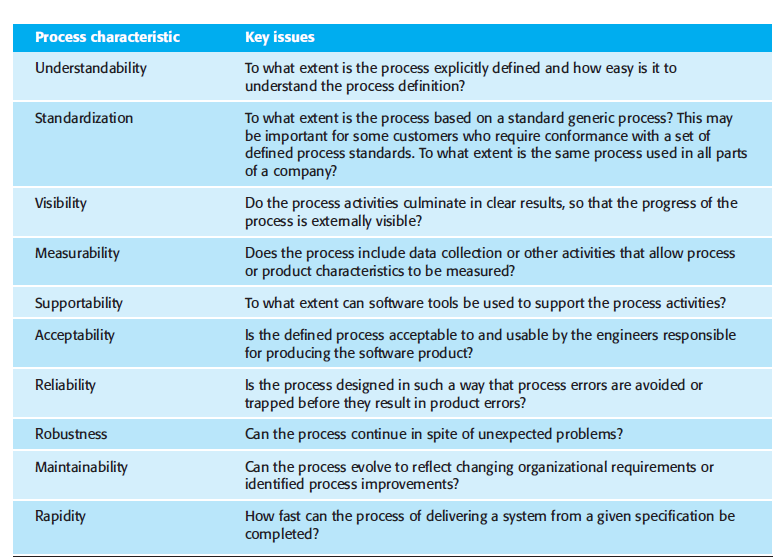 Process characteristic Key issues
Understandability To what extent is the process explicitly defined and how easy is it to
understand the process definition?
Standardization To what extent is the process based on a standard generic process? This may
be important for some customers who require conformance with a set of
defined process standards. To what extent is the same process used in all parts
of a company?
Visibility Do the process activities culminate in clear results, so that the progress of the
process is externally visible?
Measurability Does the process include data collection or other activities that allow process
or product characteristics to be measured?
Supportability To what extent can software tools be used to support the process activities?
Acceptability Is the defined process acceptable to and usable by the engineers responsible
for producing the software product?
Reliability Is the process designed in such a way that process errors are avoided or
trapped before they result in product errors?
Robustness Can the process continue in spite of unexpected problems?
Maintainability Can the process evolve to reflect changing organizational requirements or
identified process improvements?
Rapidity How fast can the process of delivering a system from a given specification be
completed?